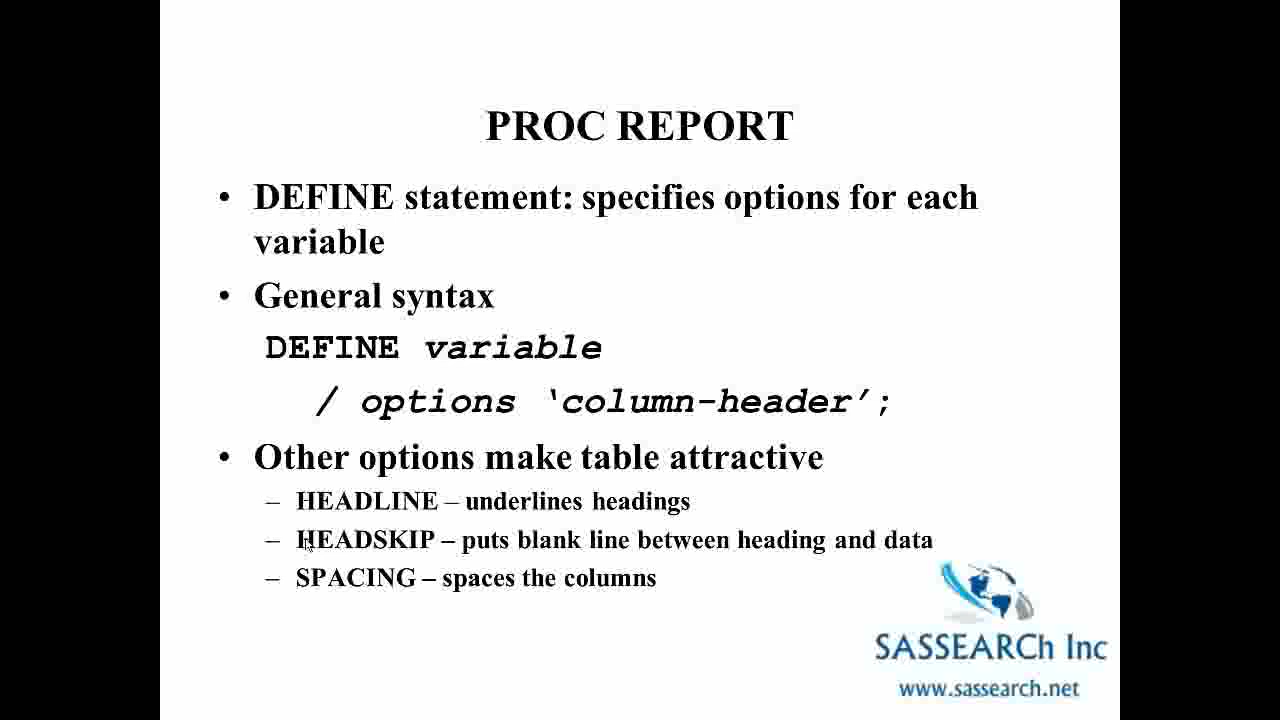 PROC REPORT
• DEFINE statement: specifies options for each
variable
• General syntax
DEFINE variable
/ options ‘column-header’;
• Other options make table attractive
– HEADLINE – underlines headings
– HEADSKIP – puts blank line between heading and data
– SPACING – spaces the columns
SASSEARCh Inc
www.sassearch.net